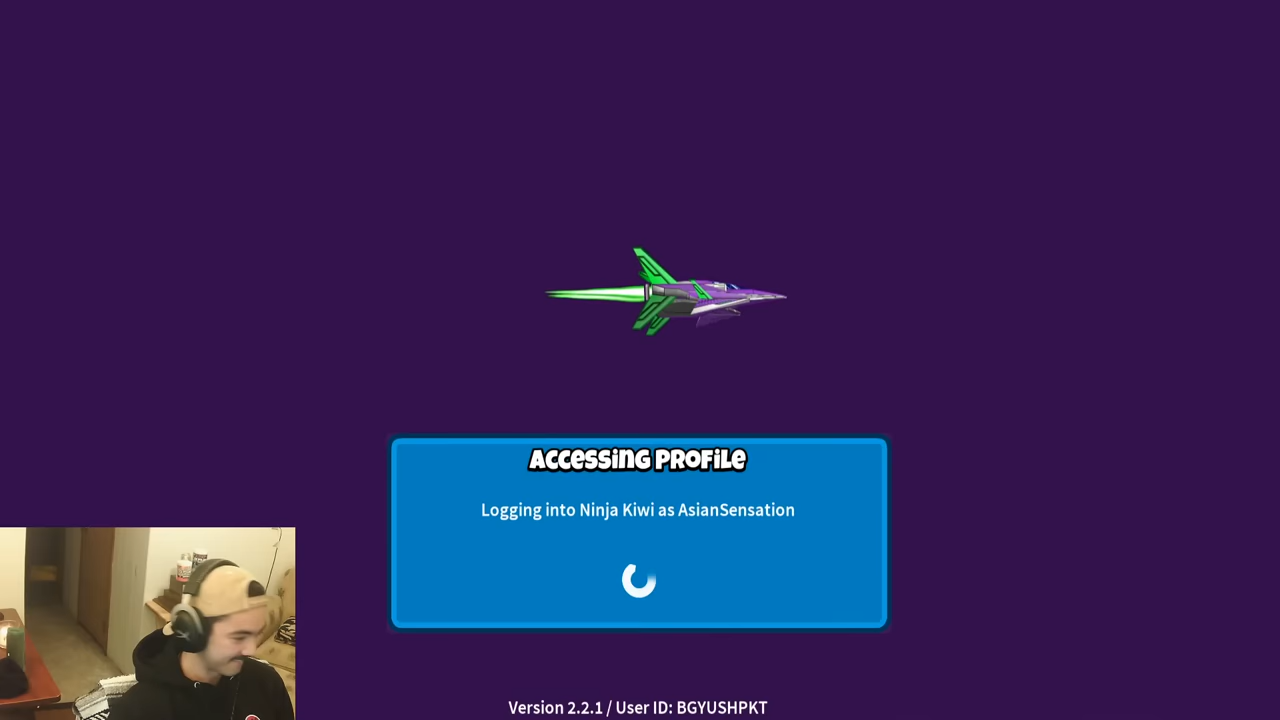 Accessing Profile
Logging into Ninja Kiwi as AsianSensation
Version 2.2.1 / User ID: BGYUSHPKT